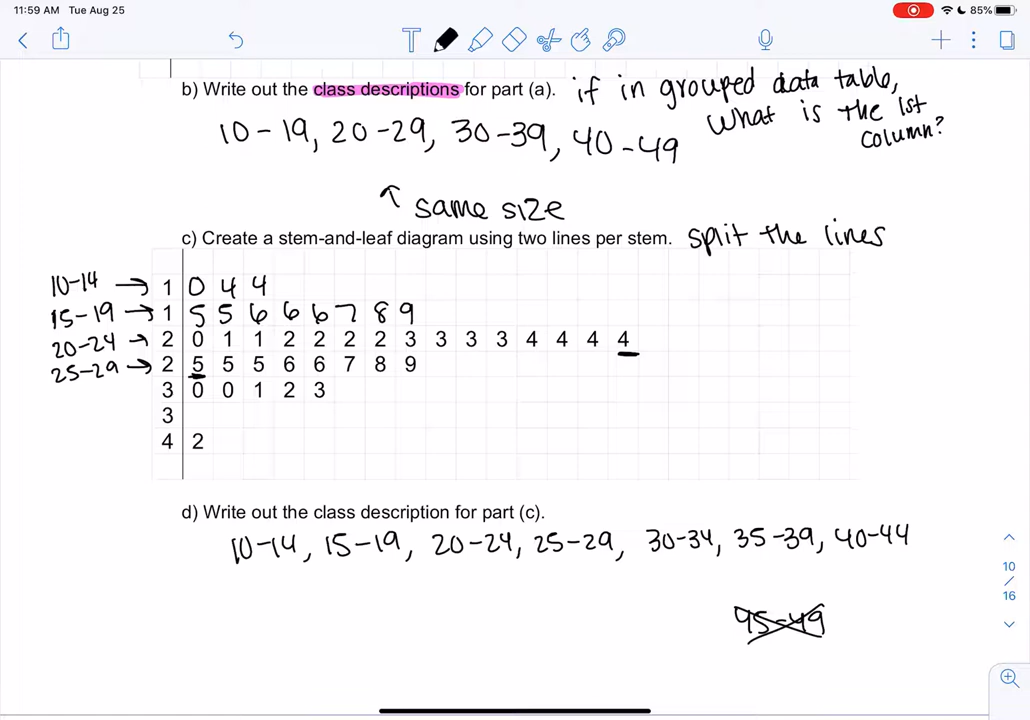 11:59 AM Tue Aug 25
85%
b) Write out the class descriptions for part (a). if in grouped data table,
what is the 1st
column?
10-19, 20-29, 30-39, 40-49
same size
c) Create a stem-and-leaf diagram using two lines per stem. split the lines
10-14 → 1 0 4 4
15-19 → 1 5 5 6 6 6 7 8 9
20-24 → 2 0 1 1 2 2 2 2 3 3 3 3 4 4 4 4
25-29 → 2 5 5 5 6 6 7 8 9
3 0 0 1 2 3
3
4 2
d) Write out the class description for part (c).
10-14, 15-19, 20-24, 25-29, 30-34, 35-39, 40-44
45-49
10
/
16